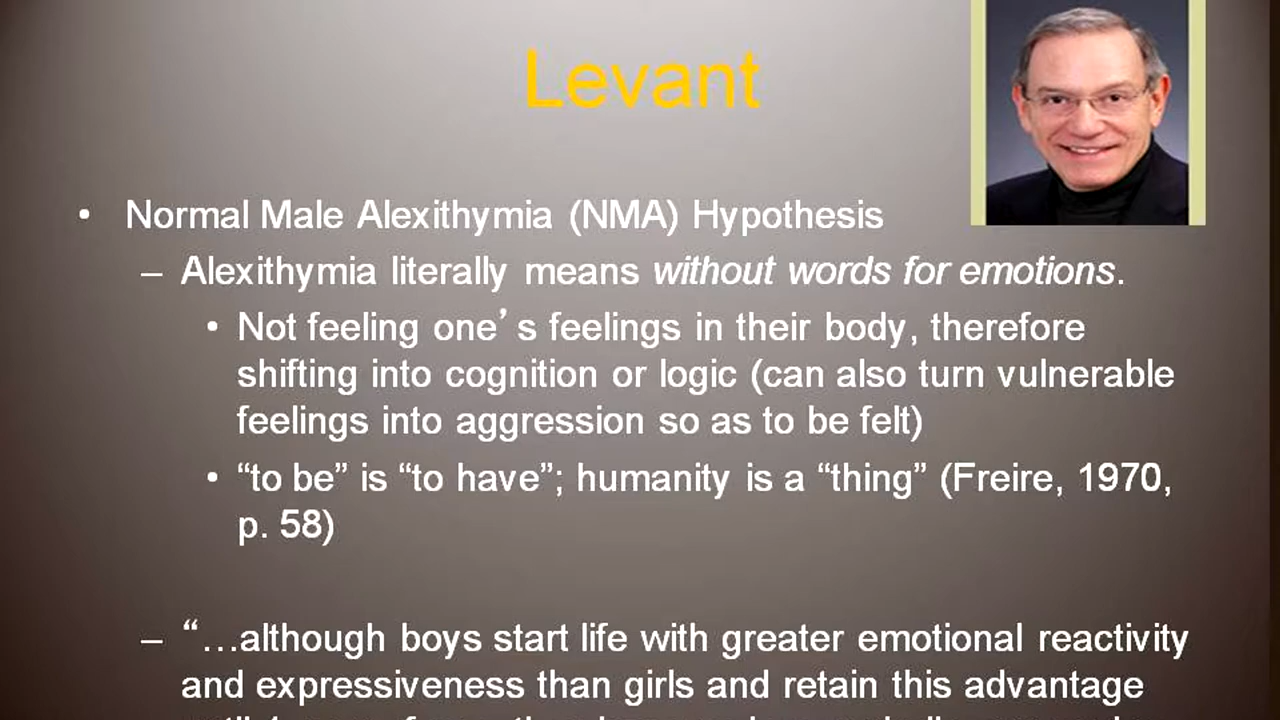 Levant
• Normal Male Alexithymia (NMA) Hypothesis
– Alexithymia literally means without words for emotions.
• Not feeling one’s feelings in their body, therefore
shifting into cognition or logic (can also turn vulnerable
feelings into aggression so as to be felt)
• “to be” is “to have”; humanity is a “thing” (Freire, 1970,
p. 58)
– “…although boys start life with greater emotional reactivity
and expressiveness than girls and retain this advantage